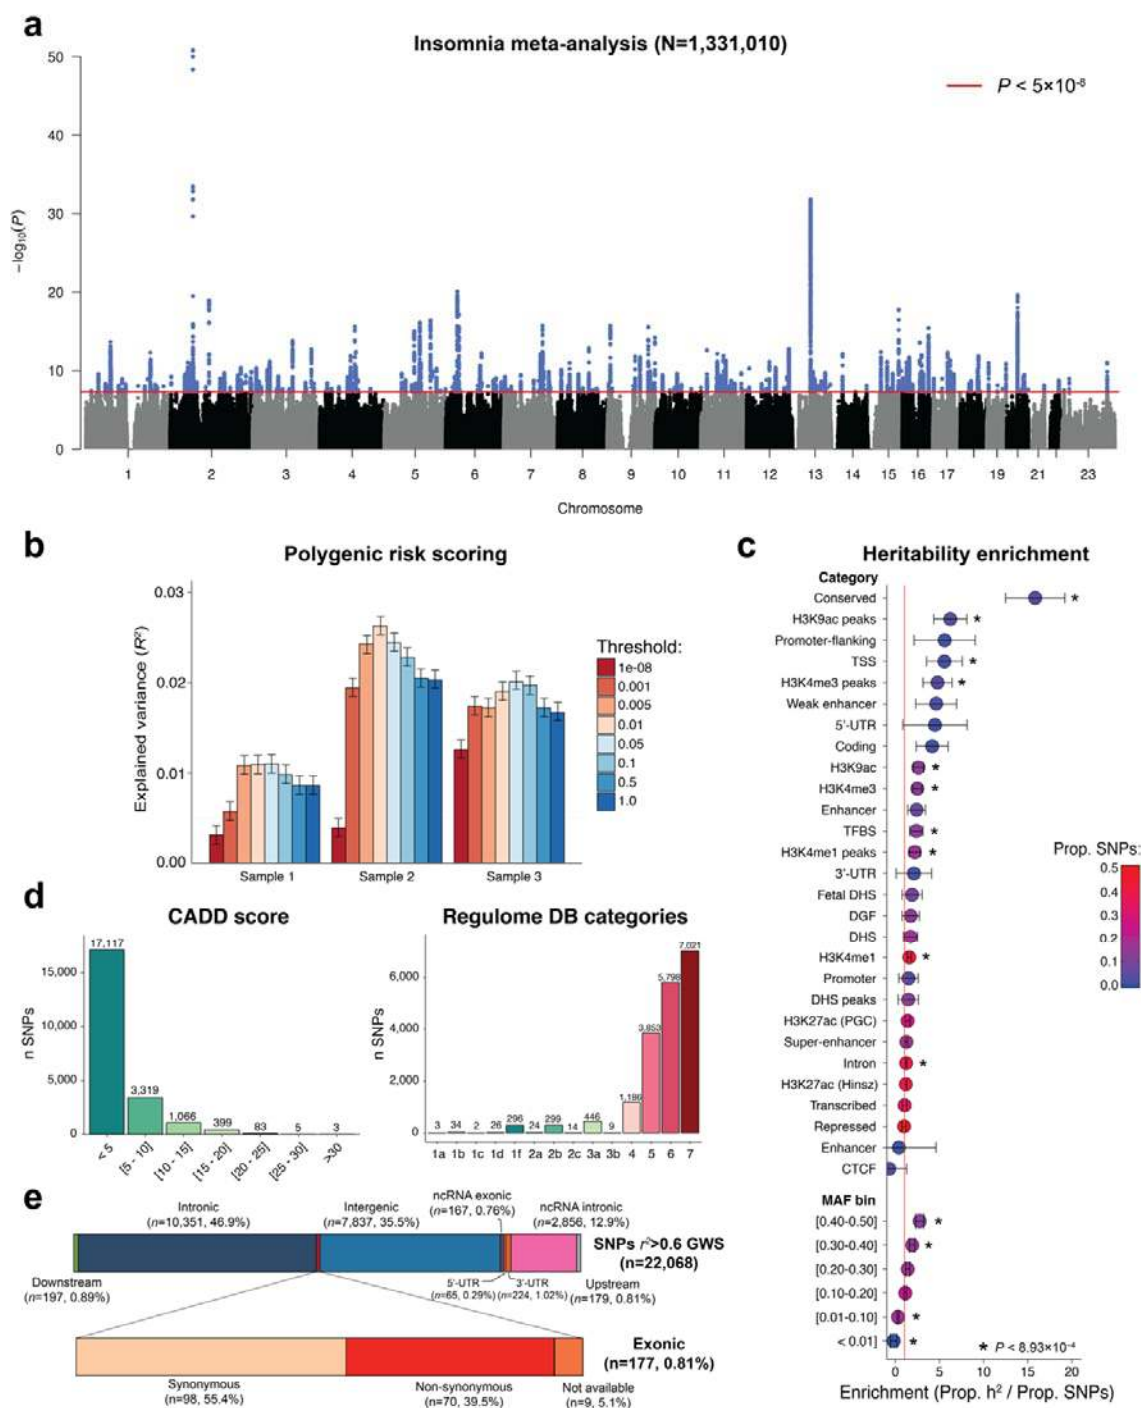 a
Insomnia meta-analysis (N=1,331,010)
P < 5×10⁻⁸
50
40
30
20
10
0
−log₁₀(P)
1 2 3 4 5 6 7 8 9 10 11 12 13 14 15 16 17 18 19 20 21 23
Chromosome
b
Polygenic risk scoring
0.03
0.02
0.01
0.00
Explained variance (R²)
Sample 1 Sample 2 Sample 3
Threshold:
1e-08
0.001
0.005
0.01
0.05
0.1
0.5
1.0
c
Heritability enrichment
Category
Conserved *
H3K9ac peaks *
Promoter-flanking
TSS *
H3K4me3 peaks *
Weak enhancer
5'-UTR
Coding
H3K9ac *
H3K4me3 *
Enhancer
TFBS *
H3K4me1 peaks *
3'-UTR
Fetal DHS
DGF
DHS
H3K4me1 *
Promoter
DHS peaks
H3K27ac (PGC)
Super-enhancer
Intron *
H3K27ac (Hinsz)
Transcribed
Repressed
Enhancer
CTCF
MAF bin
[0.40-0.50] *
[0.30-0.40] *
[0.20-0.30]
[0.10-0.20]
[0.01-0.10] *
< 0.01] *
* P < 8.93×10⁻⁴
0 5 10 15 20
Enrichment (Prop. h² / Prop. SNPs)
Prop. SNPs:
0.5
0.4
0.3
0.2
0.1
0.0
d
CADD score
n SNPs
15,000
10,000
5,000
0
17,117
3,319
1,066
399
83
5
3
< 5
[5 - 10]
[10 - 15]
[15 - 20]
[20 - 25]
[25 - 30]
>30
Regulome DB categories
n SNPs
6,000
4,000
2,000
0
3 34 2 26 296 24 299 14 446 9 1,186 3,853 5,798 7,021
1a 1b 1c 1d 1f 2a 2b 2c 3a 3b 4 5 6 7
e
Intronic
(n=10,351, 46.9%)
Intergenic
(n=7,837, 35.5%)
ncRNA exonic
(n=167, 0.76%)
ncRNA intronic
(n=2,856, 12.9%)
SNPs r²>0.6 GWS
(n=22,068)
Downstream
(n=197, 0.89%)
5'-UTR
(n=65, 0.29%)
3'-UTR
(n=224, 1.02%)
Upstream
(n=179, 0.81%)
Exonic
(n=177, 0.81%)
Synonymous
(n=98, 55.4%)
Non-synonymous
(n=70, 39.5%)
Not available
(n=9, 5.1%)